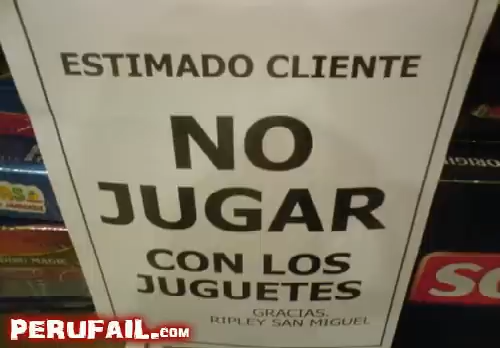 ESTIMADO CLIENTE
NO
JUGAR
CON LOS
JUGUETES
GRACIAS.
RIPLEY SAN MIGUEL
PERUFAIL.COM